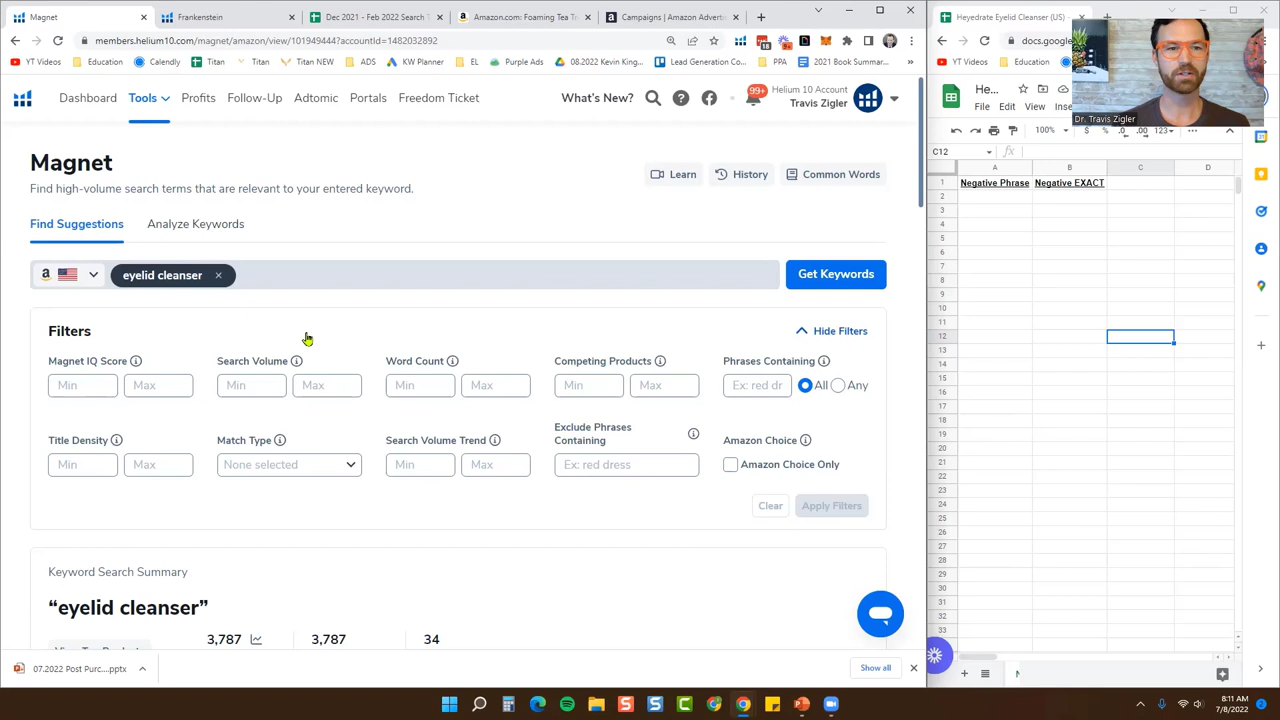 Magnet
Frankenstein
Dec 2021 - Feb 2022 Search T
Amazon.com: Foaming Tea Tr
Campaigns | Amazon Adverti
members.helium10.com/magnet/amazon/view/101949444?accountId=1482
YT Videos
Education
Calendly
Titan
Titan NEW
ADS
KW Planner
EL
Purple Ads
08.2022 Kevin King...
Lead Generation Co...
PPA
2021 Book Summar...
Dashboard
Tools
Profits
Follow-Up
Adtomic
Portals
Freedom Ticket
What's New?
99+
Helium 10 Account
Travis Zigler
Magnet
Find high-volume search terms that are relevant to your entered keyword.
Learn
History
Common Words
Find Suggestions
Analyze Keywords
eyelid cleanser
Get Keywords
Filters
Hide Filters
Magnet IQ Score
Search Volume
Word Count
Competing Products
Phrases Containing
Min
Max
Min
Max
Min
Max
Min
Max
Ex: red dr
All
Any
Title Density
Match Type
Search Volume Trend
Exclude Phrases
Containing
Amazon Choice
Min
Max
None selected
Min
Max
Ex: red dress
Amazon Choice Only
Clear
Apply Filters
Keyword Search Summary
"eyelid cleanser"
3,787
3,787
34
07.2022 Post Purc....pptx
Show all
Heyedrate Eyelid Cleanser (US)
docs.google
YT Videos
Education
He...
File
Edit
View
Inse
Dr. Travis Zigler
100%
$
%
.0
.00
123
C12
fx
A
B
C
D
1
Negative Phrase
Negative EXACT
2
3
4
5
6
7
8
9
10
11
12
13
14
15
16
17
18
19
20
21
22
23
24
25
26
27
28
29
30
31
32
33
8:11 AM
7/8/2022